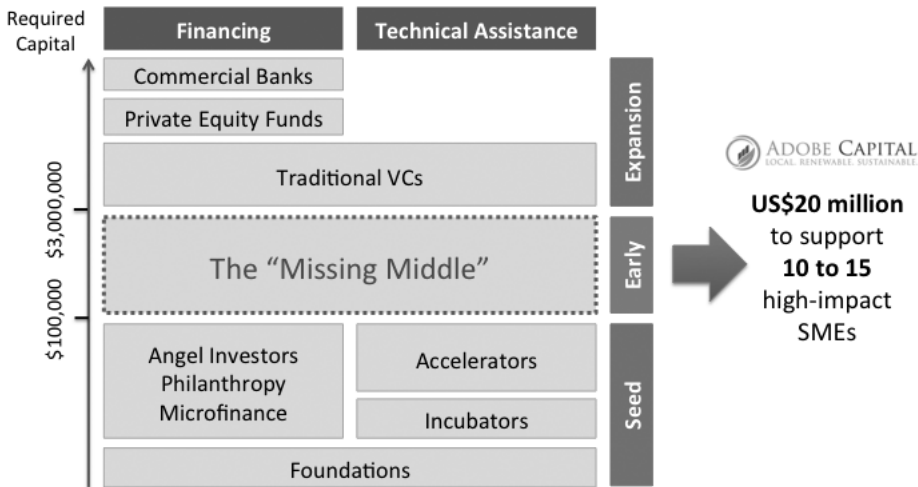 Required
Capital
Financing
Technical Assistance
Commercial Banks
Private Equity Funds
Traditional VCs
Expansion
$3,000,000
The “Missing Middle”
Early
$100,000
Angel Investors
Philanthropy
Microfinance
Accelerators
Incubators
Seed
Foundations
ADOBE CAPITAL
LOCAL. RENEWABLE. SUSTAINABLE.
US$20 million
to support
10 to 15
high-impact
SMEs